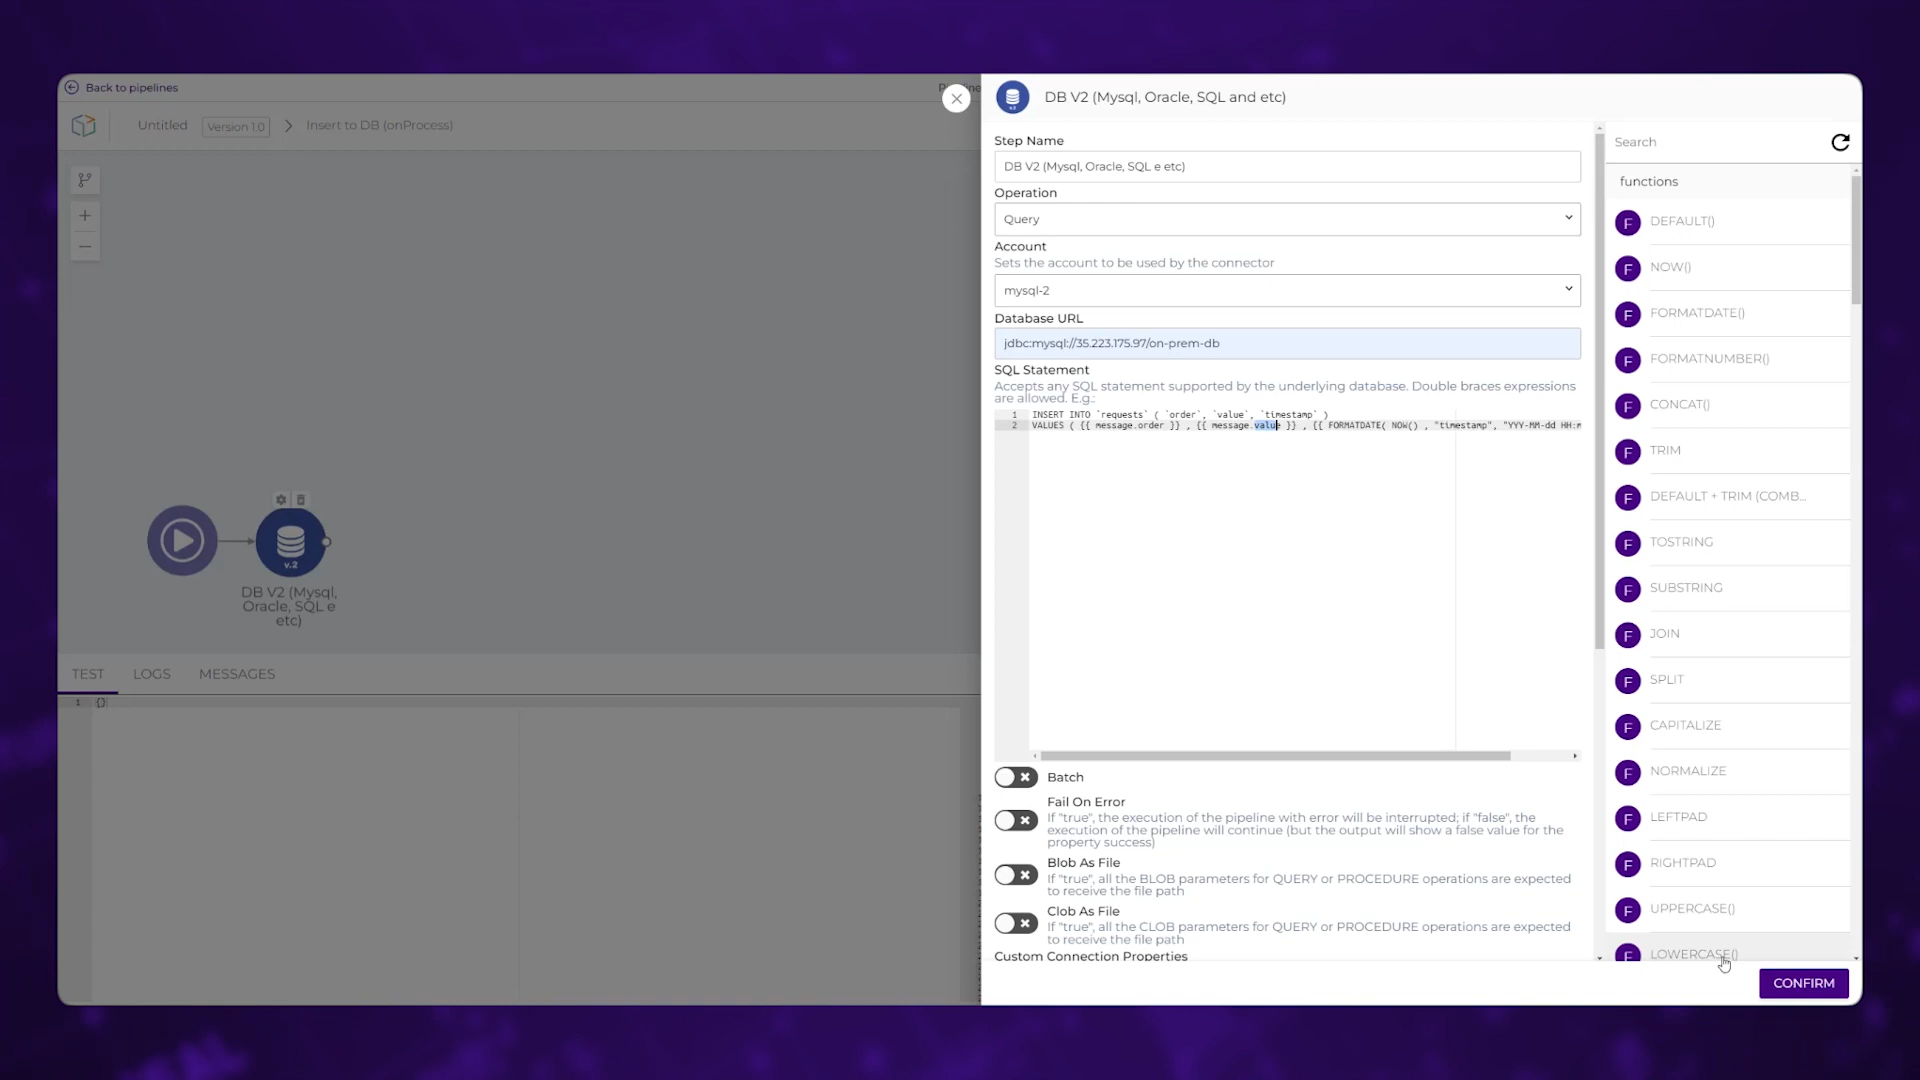 Back to pipelines
Untitled
Version 1.0
Insert to DB (onProcess)
DB V2 (Mysql, Oracle, SQL and etc)
Step Name
DB V2 (Mysql, Oracle, SQL e etc)
Operation
Query
Account
Sets the account to be used by the connector
mysql-2
Database URL
jdbc:mysql://35.223.175.97/on-prem-db
SQL Statement
Accepts any SQL statement supported by the underlying database. Double braces expressions
are allowed. E.g.:
1 INSERT INTO `requests` ( `order`, `value`, `timestamp` )
2 VALUES ( {{ message.order }} , {{ message.value }} , {{ FORMATDATE( NOW() , "timestamp", "YYY-MM-dd HH:m
Batch
Fail On Error
If "true", the execution of the pipeline with error will be interrupted; if "false", the
execution of the pipeline will continue (but the output will show a false value for the
property success)
Blob As File
If "true", all the BLOB parameters for QUERY or PROCEDURE operations are expected
to receive the file path
Clob As File
If "true", all the CLOB parameters for QUERY or PROCEDURE operations are expected
to receive the file path
Custom Connection Properties
Search
functions
F DEFAULT()
F NOW()
F FORMATDATE()
F FORMATNUMBER()
F CONCAT()
F TRIM
F DEFAULT + TRIM (COMB...
F TOSTRING
F SUBSTRING
F JOIN
F SPLIT
F CAPITALIZE
F NORMALIZE
F LEFTPAD
F RIGHTPAD
F UPPERCASE()
F LOWERCASE()
CONFIRM
v.2
DB V2 (Mysql,
Oracle, SQL e
etc)
TEST
LOGS
MESSAGES
1 {}